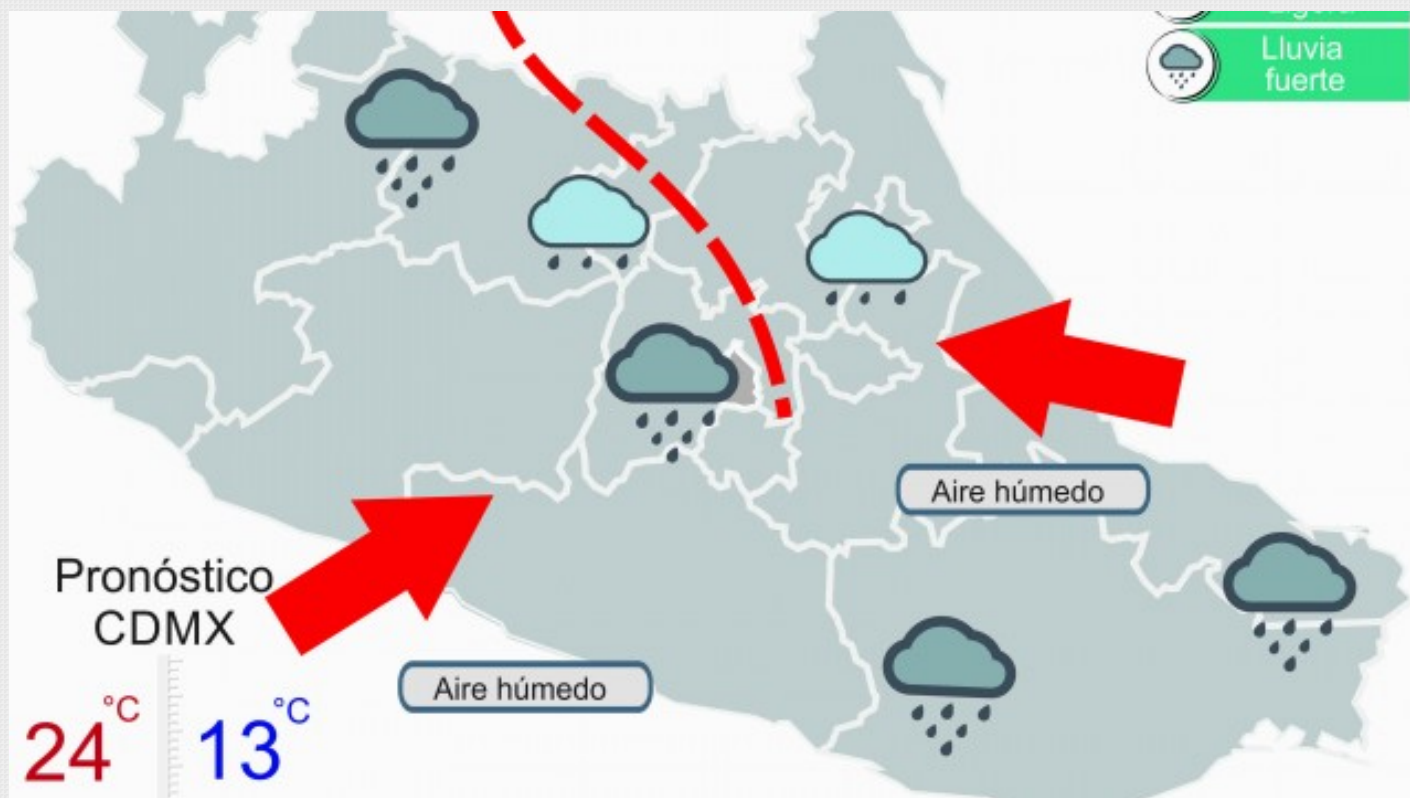 Lluvia
fuerte
Aire húmedo
Pronóstico
CDMX
Aire húmedo
24°C
13°C